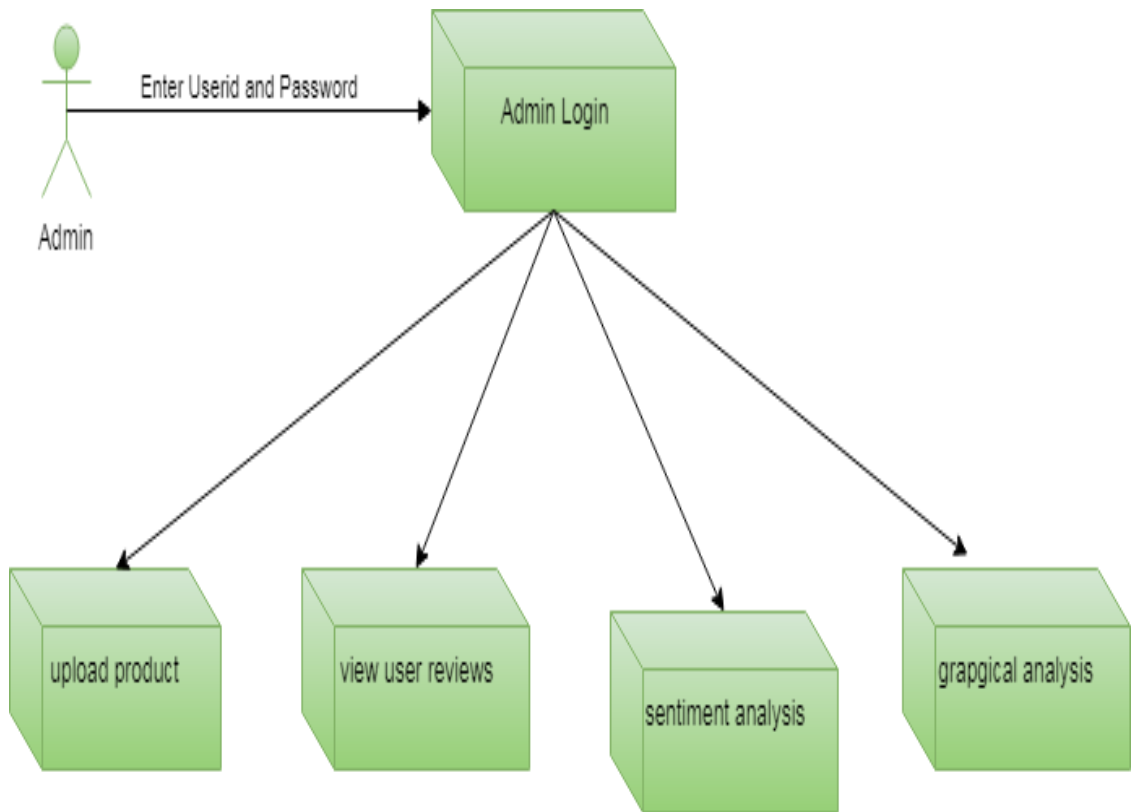 Enter Userid and Password
Admin Login
Admin
upload product
view user reviews
sentiment analysis
grapgical analysis